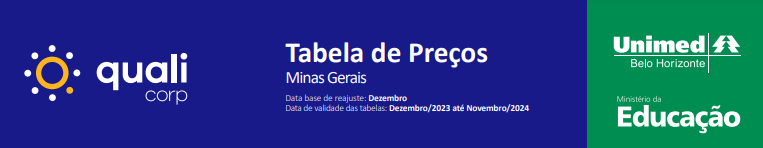 quali
corp
Tabela de Preços
Minas Gerais
Data base de reajuste: Dezembro
Data de validade das tabelas: Dezembro/2023 até Novembro/2024
Unimed
Belo Horizonte
Ministério da
Educação